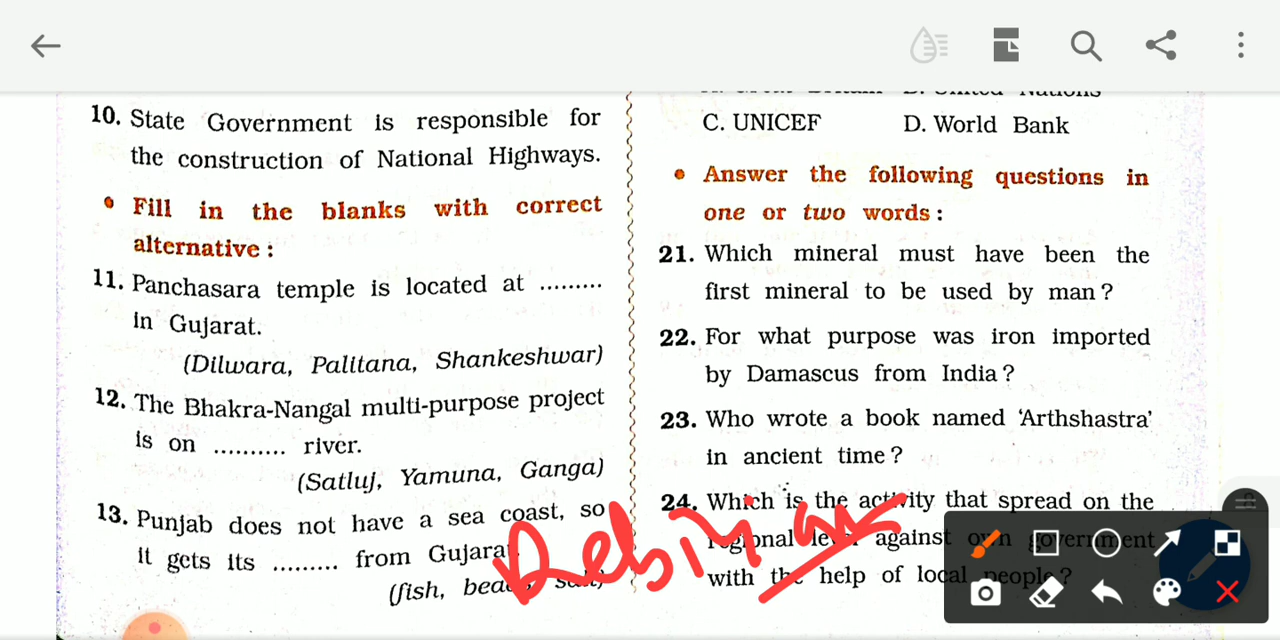 10. State Government is responsible for
the construction of National Highways.
• Fill in the blanks with correct
alternative :
11. Panchasara temple is located at .........
in Gujarat.
(Dilwara, Palitana, Shankeshwar)
12. The Bhakra-Nangal multi-purpose project
is on .......... river.
(Satluj, Yamuna, Ganga)
13. Punjab does not have a sea coast, so
it gets its ......... from Gujarat.
(fish, salt)
C. UNICEF D. World Bank
• Answer the following questions in
one or two words :
21. Which mineral must have been the
first mineral to be used by man ?
22. For what purpose was iron imported
by Damascus from India ?
23. Who wrote a book named ‘Arthshastra’
in ancient time ?
24. Which is the activity that spread on the
regional level against own government
with the help of local people ?